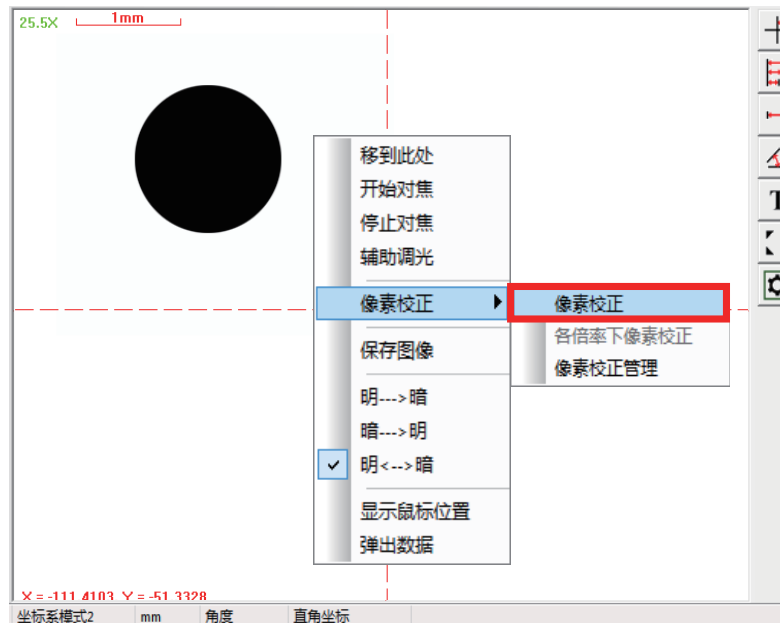 25.5X 1mm
移到此处
开始对焦
停止对焦
辅助调光
像素校正
像素校正
各倍率下像素校正
像素校正管理
保存图像
明--->暗
暗--->明
明<-->暗
显示鼠标位置
弹出数据
T
X = -111.4103 Y = -51.3328
坐标系模式2 mm 角度 直角坐标